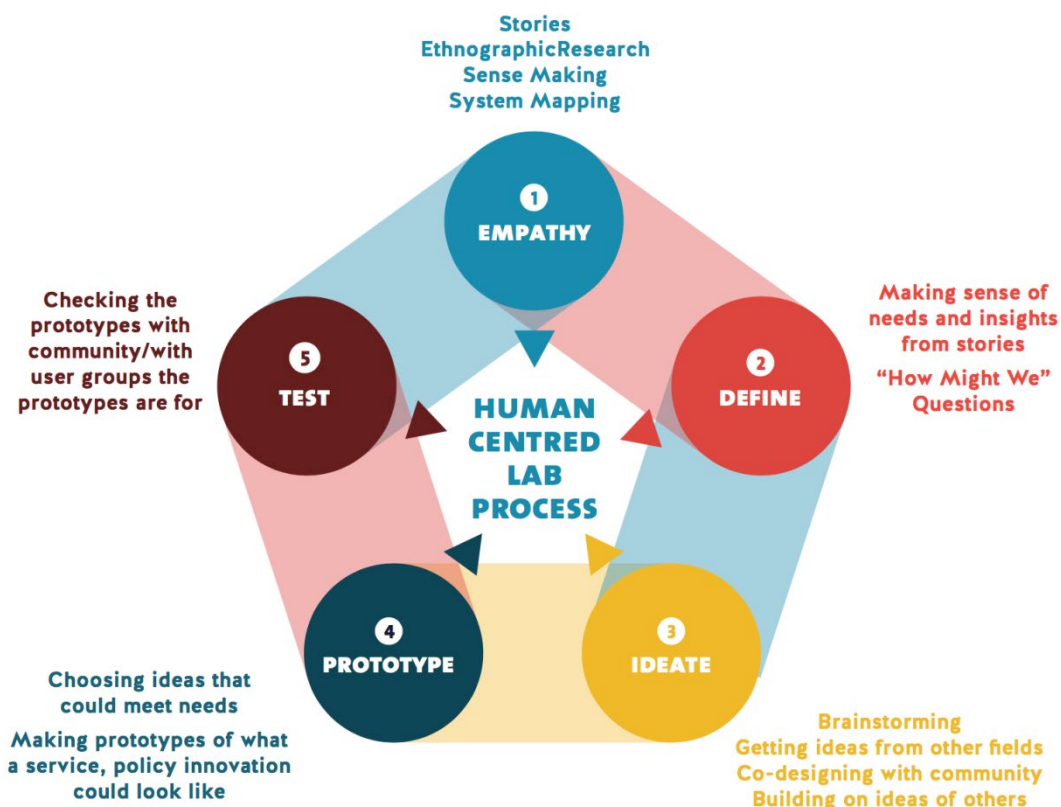 Stories
EthnographicResearch
Sense Making
System Mapping
1
EMPATHY
Making sense of
needs and insights
from stories
“How Might We”
Questions
2
DEFINE
Checking the
prototypes with
community/with
user groups the
prototypes are for
5
TEST
HUMAN
CENTRED
LAB
PROCESS
3
IDEATE
Brainstorming
Getting ideas from other fields
Co-designing with community
Building on ideas of others
4
PROTOTYPE
Choosing ideas that
could meet needs
Making prototypes of what
a service, policy innovation
could look like